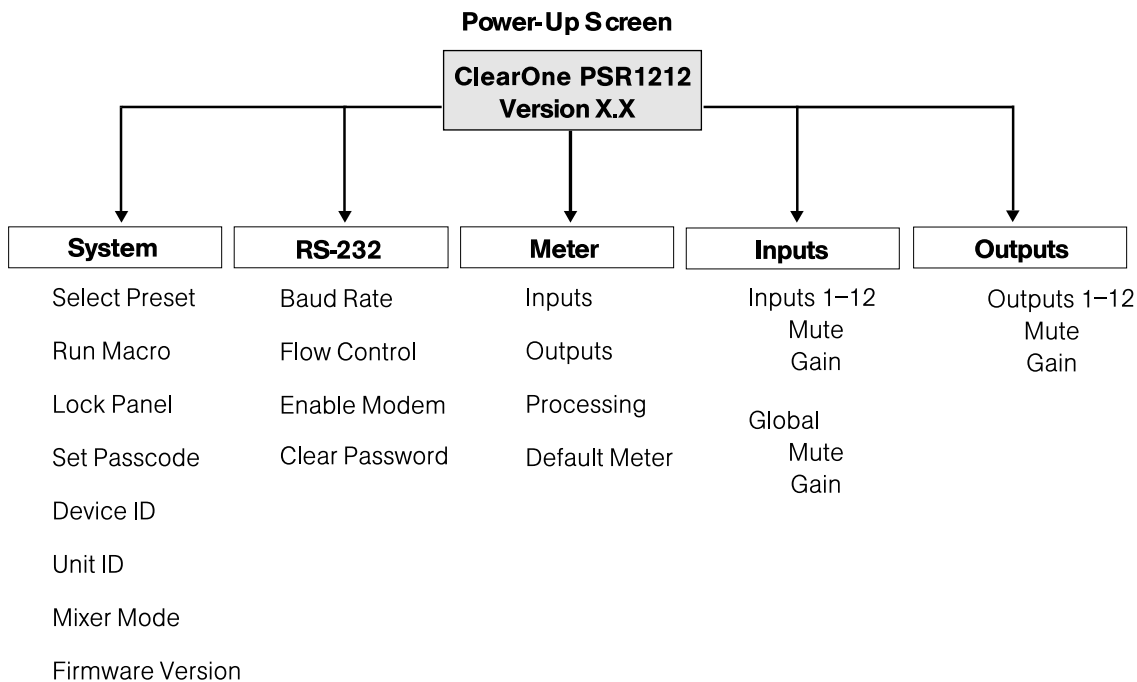 Power-Up Screen
ClearOne PSR1212
Version X.X
System
Select Preset
Run Macro
Lock Panel
Set Passcode
Device ID
Unit ID
Mixer Mode
Firmware Version
RS-232
Baud Rate
Flow Control
Enable Modem
Clear Password
Meter
Inputs
Outputs
Processing
Default Meter
Inputs
Inputs 1–12
Mute
Gain
Global
Mute
Gain
Outputs
Outputs 1–12
Mute
Gain